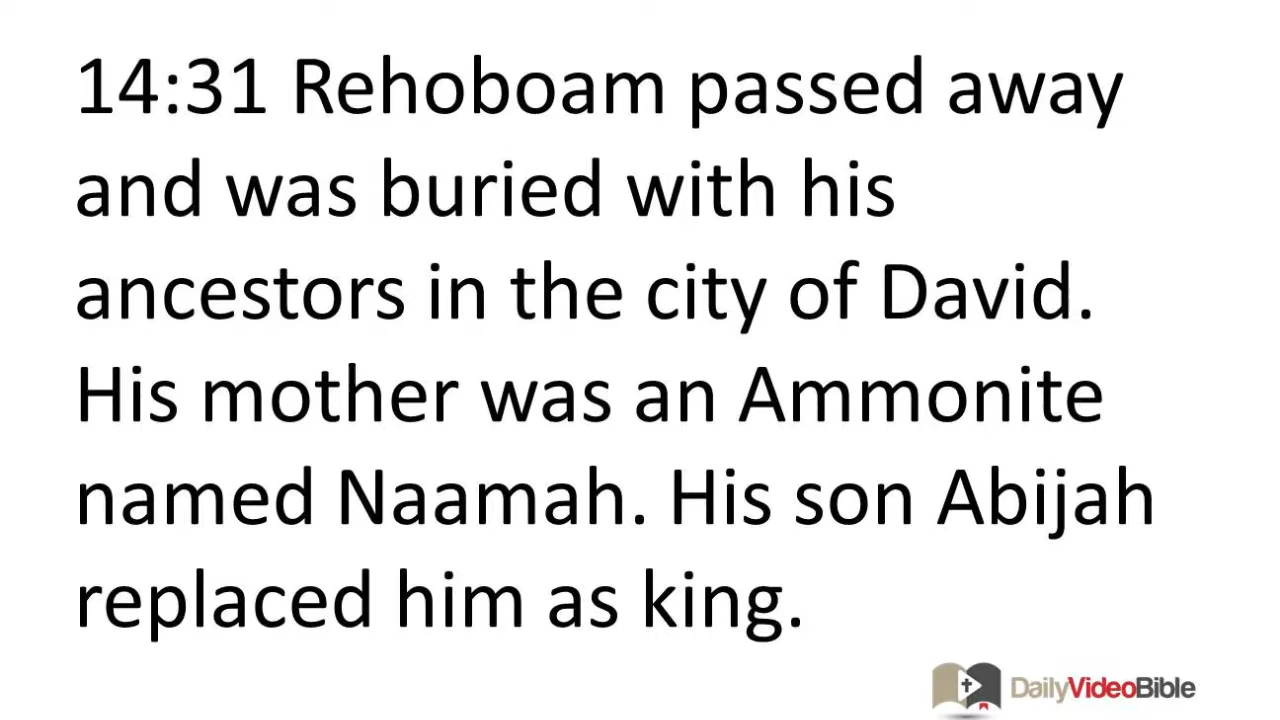 14:31 Rehoboam passed away
and was buried with his
ancestors in the city of David.
His mother was an Ammonite
named Naamah. His son Abijah
replaced him as king.
DailyVideoBible